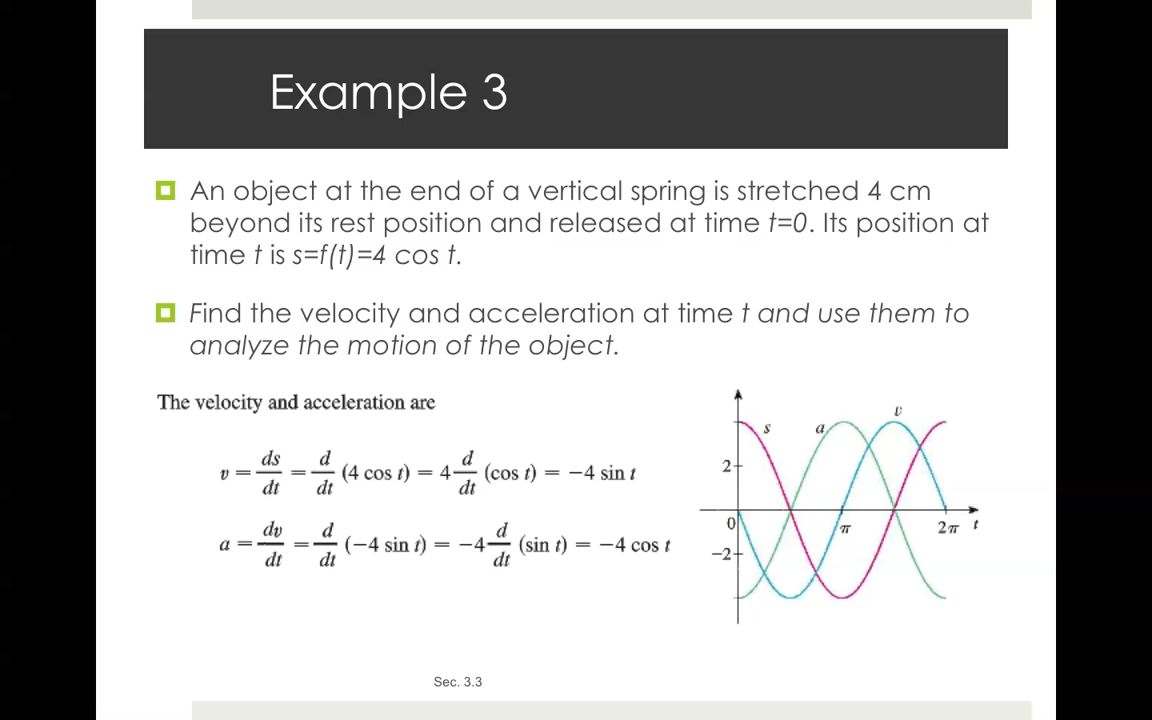 Example 3
An object at the end of a vertical spring is stretched 4 cm
beyond its rest position and released at time t=0. Its position at
time t is s=f(t)=4 cos t.
Find the velocity and acceleration at time t and use them to
analyze the motion of the object.
The velocity and acceleration are
v = ds/dt = d/dt (4 cos t) = 4 d/dt (cos t) = −4 sin t
a = dv/dt = d/dt (−4 sin t) = −4 d/dt (sin t) = −4 cos t
s a v
2
0 π 2π t
−2
Sec. 3.3